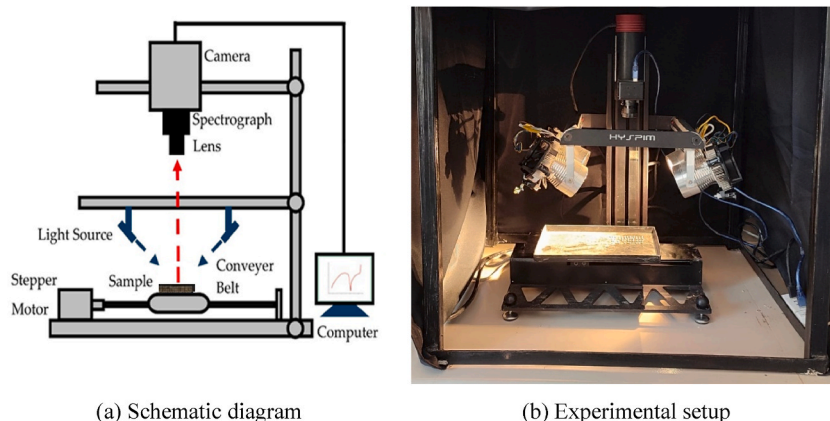 Camera
Spectrograph
Lens
Light Source
Sample
Conveyer
Belt
Stepper
Motor
Computer
HYSPIM
(a) Schematic diagram
(b) Experimental setup